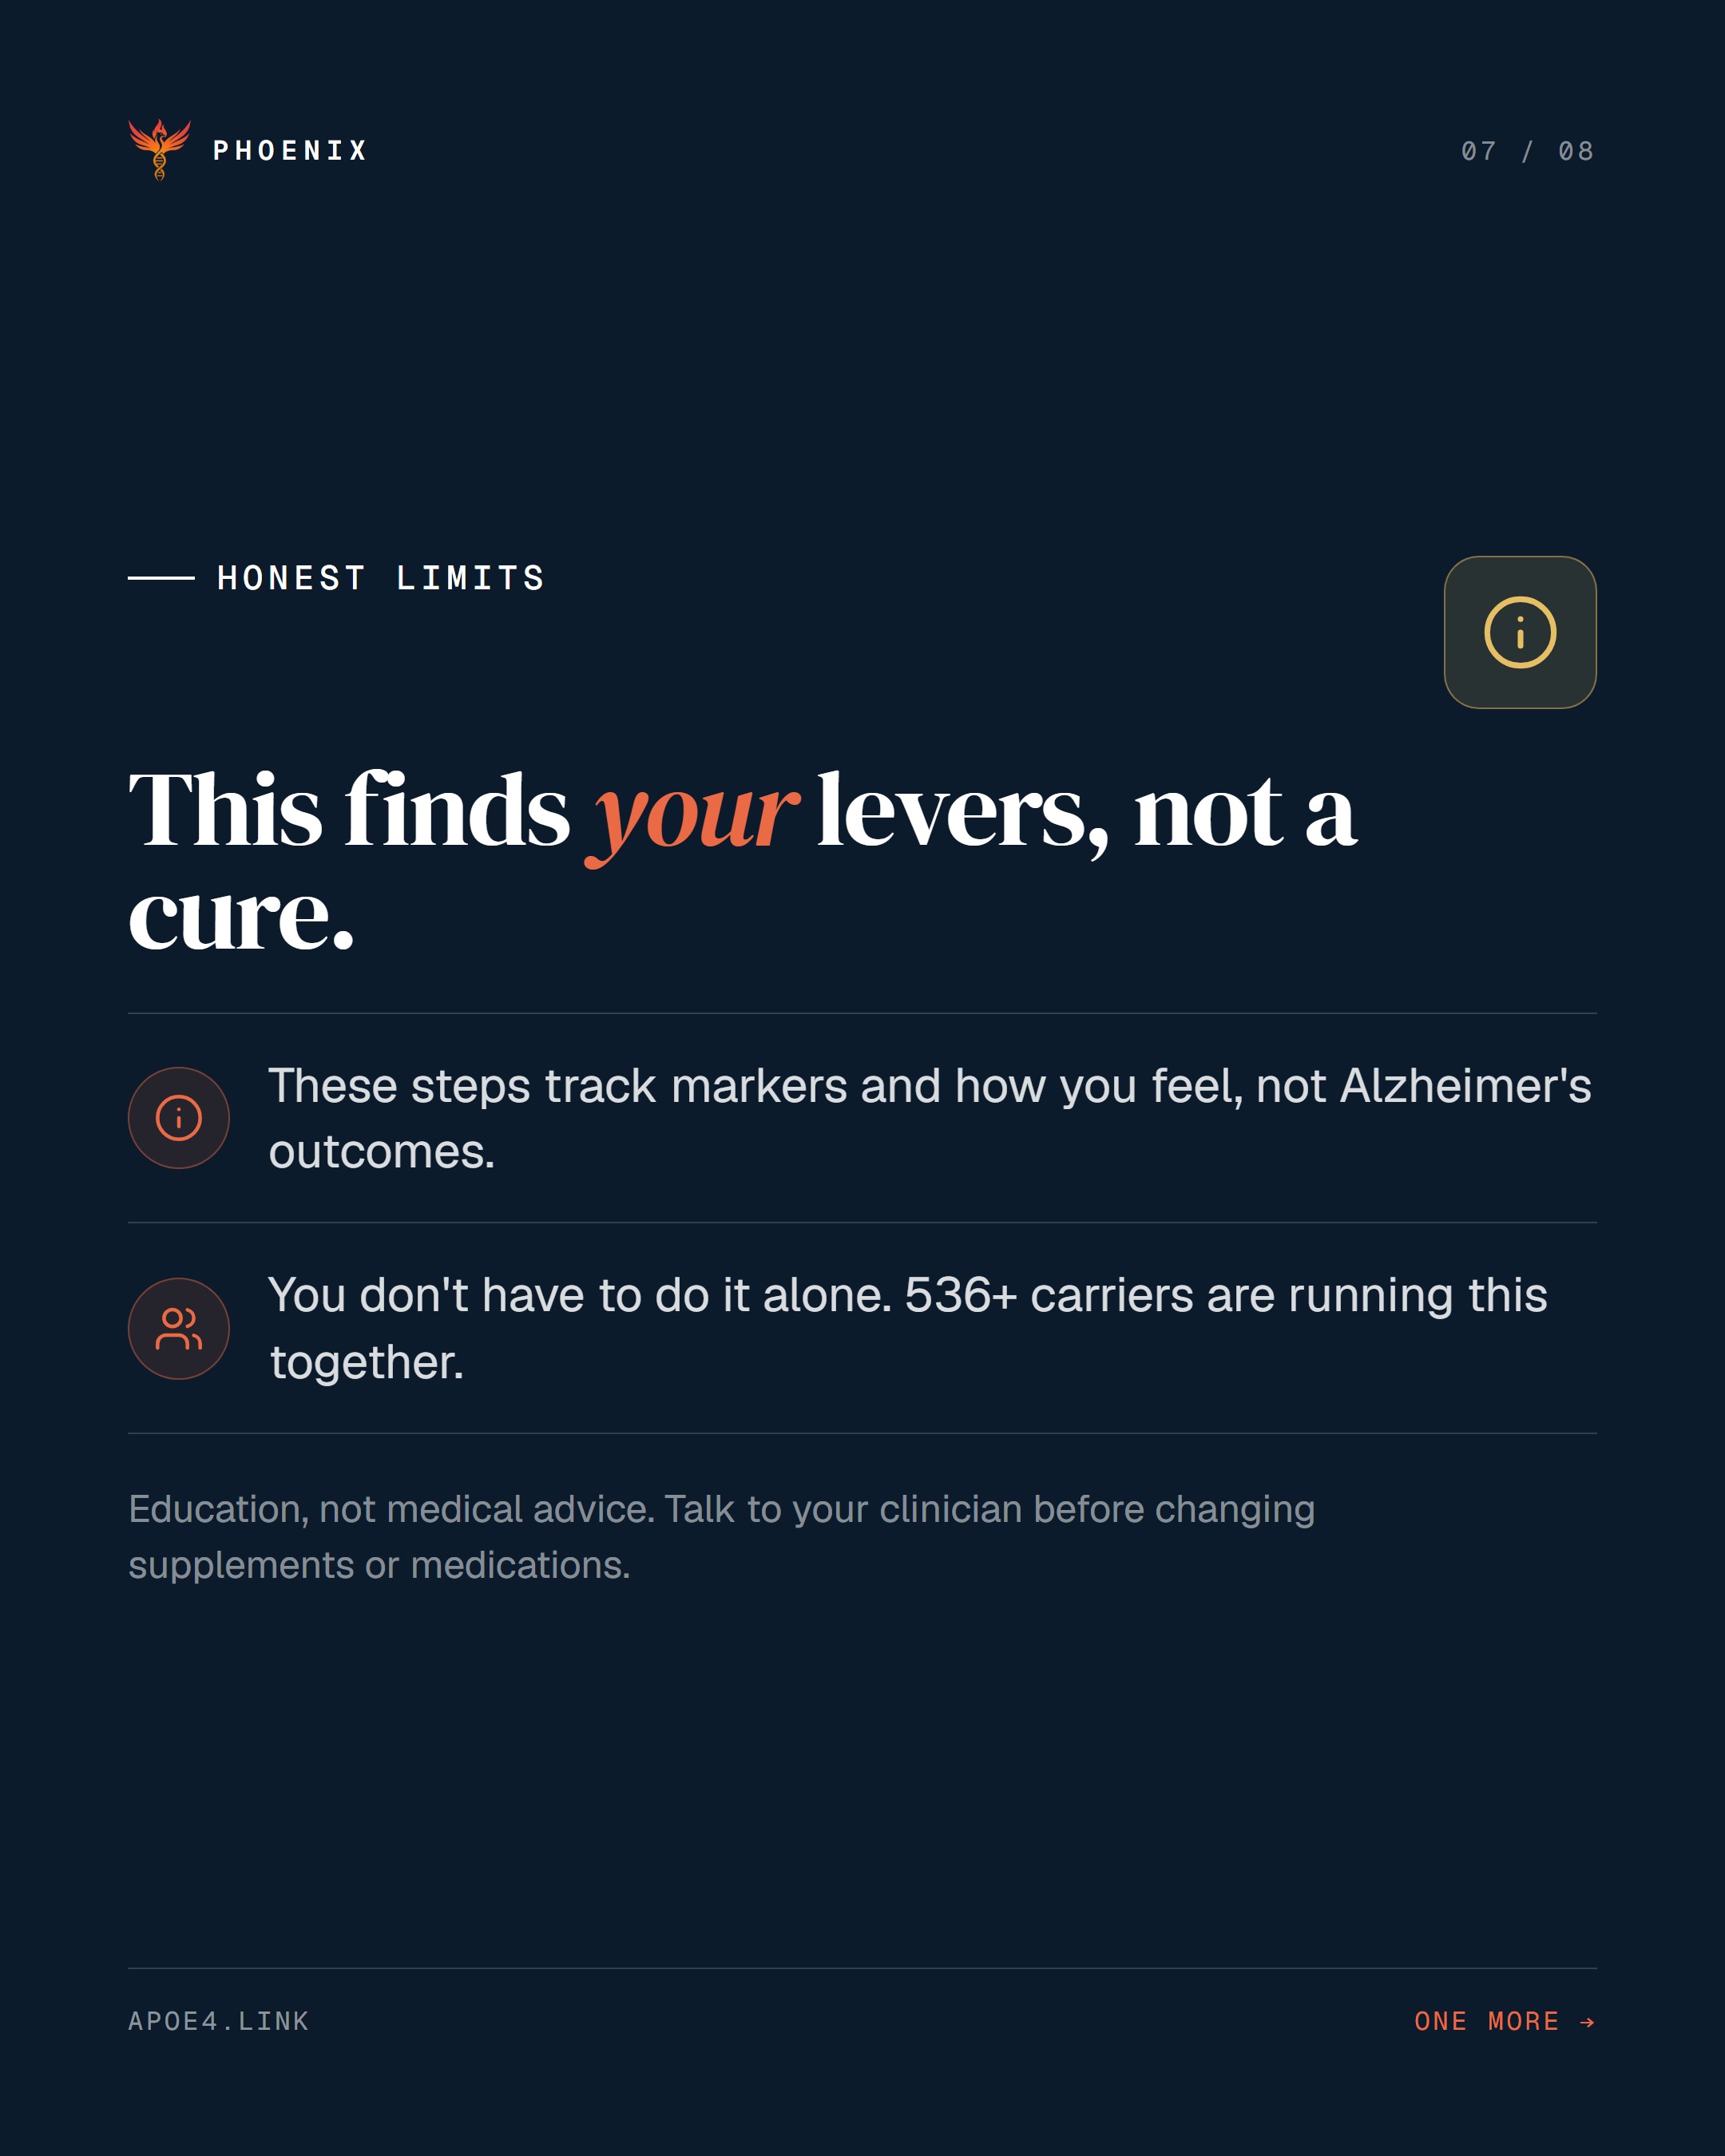 PHOENIX
07 / 08
HONEST LIMITS
This finds your levers, not a
cure.
These steps track markers and how you feel, not Alzheimer's
outcomes.
You don't have to do it alone. 536+ carriers are running this
together.
Education, not medical advice. Talk to your clinician before changing
supplements or medications.
APOE4.LINK
ONE MORE →